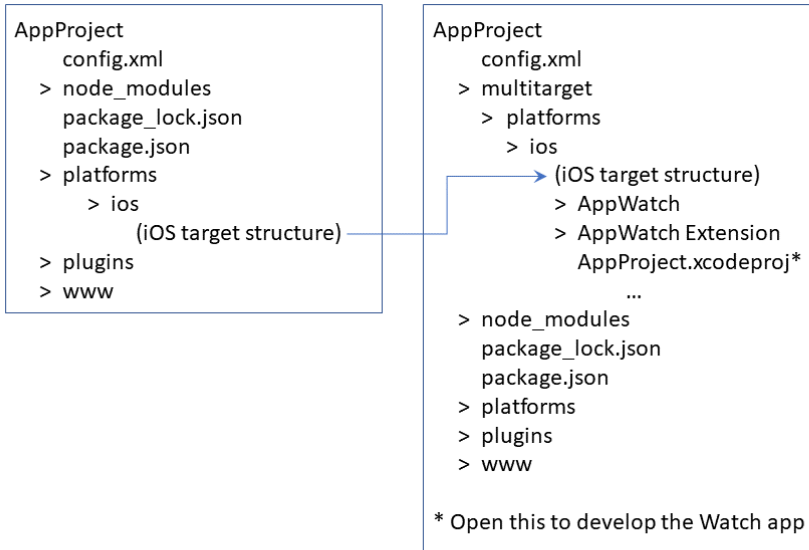 AppProject
config.xml
> node_modules
package_lock.json
package.json
> platforms
> ios
(iOS target structure)
> plugins
> www
AppProject
config.xml
> multitarget
> platforms
> ios
(iOS target structure)
> AppWatch
> AppWatch Extension
AppProject.xcodeproj*
...
> node_modules
package_lock.json
package.json
> platforms
> plugins
> www
* Open this to develop the Watch app